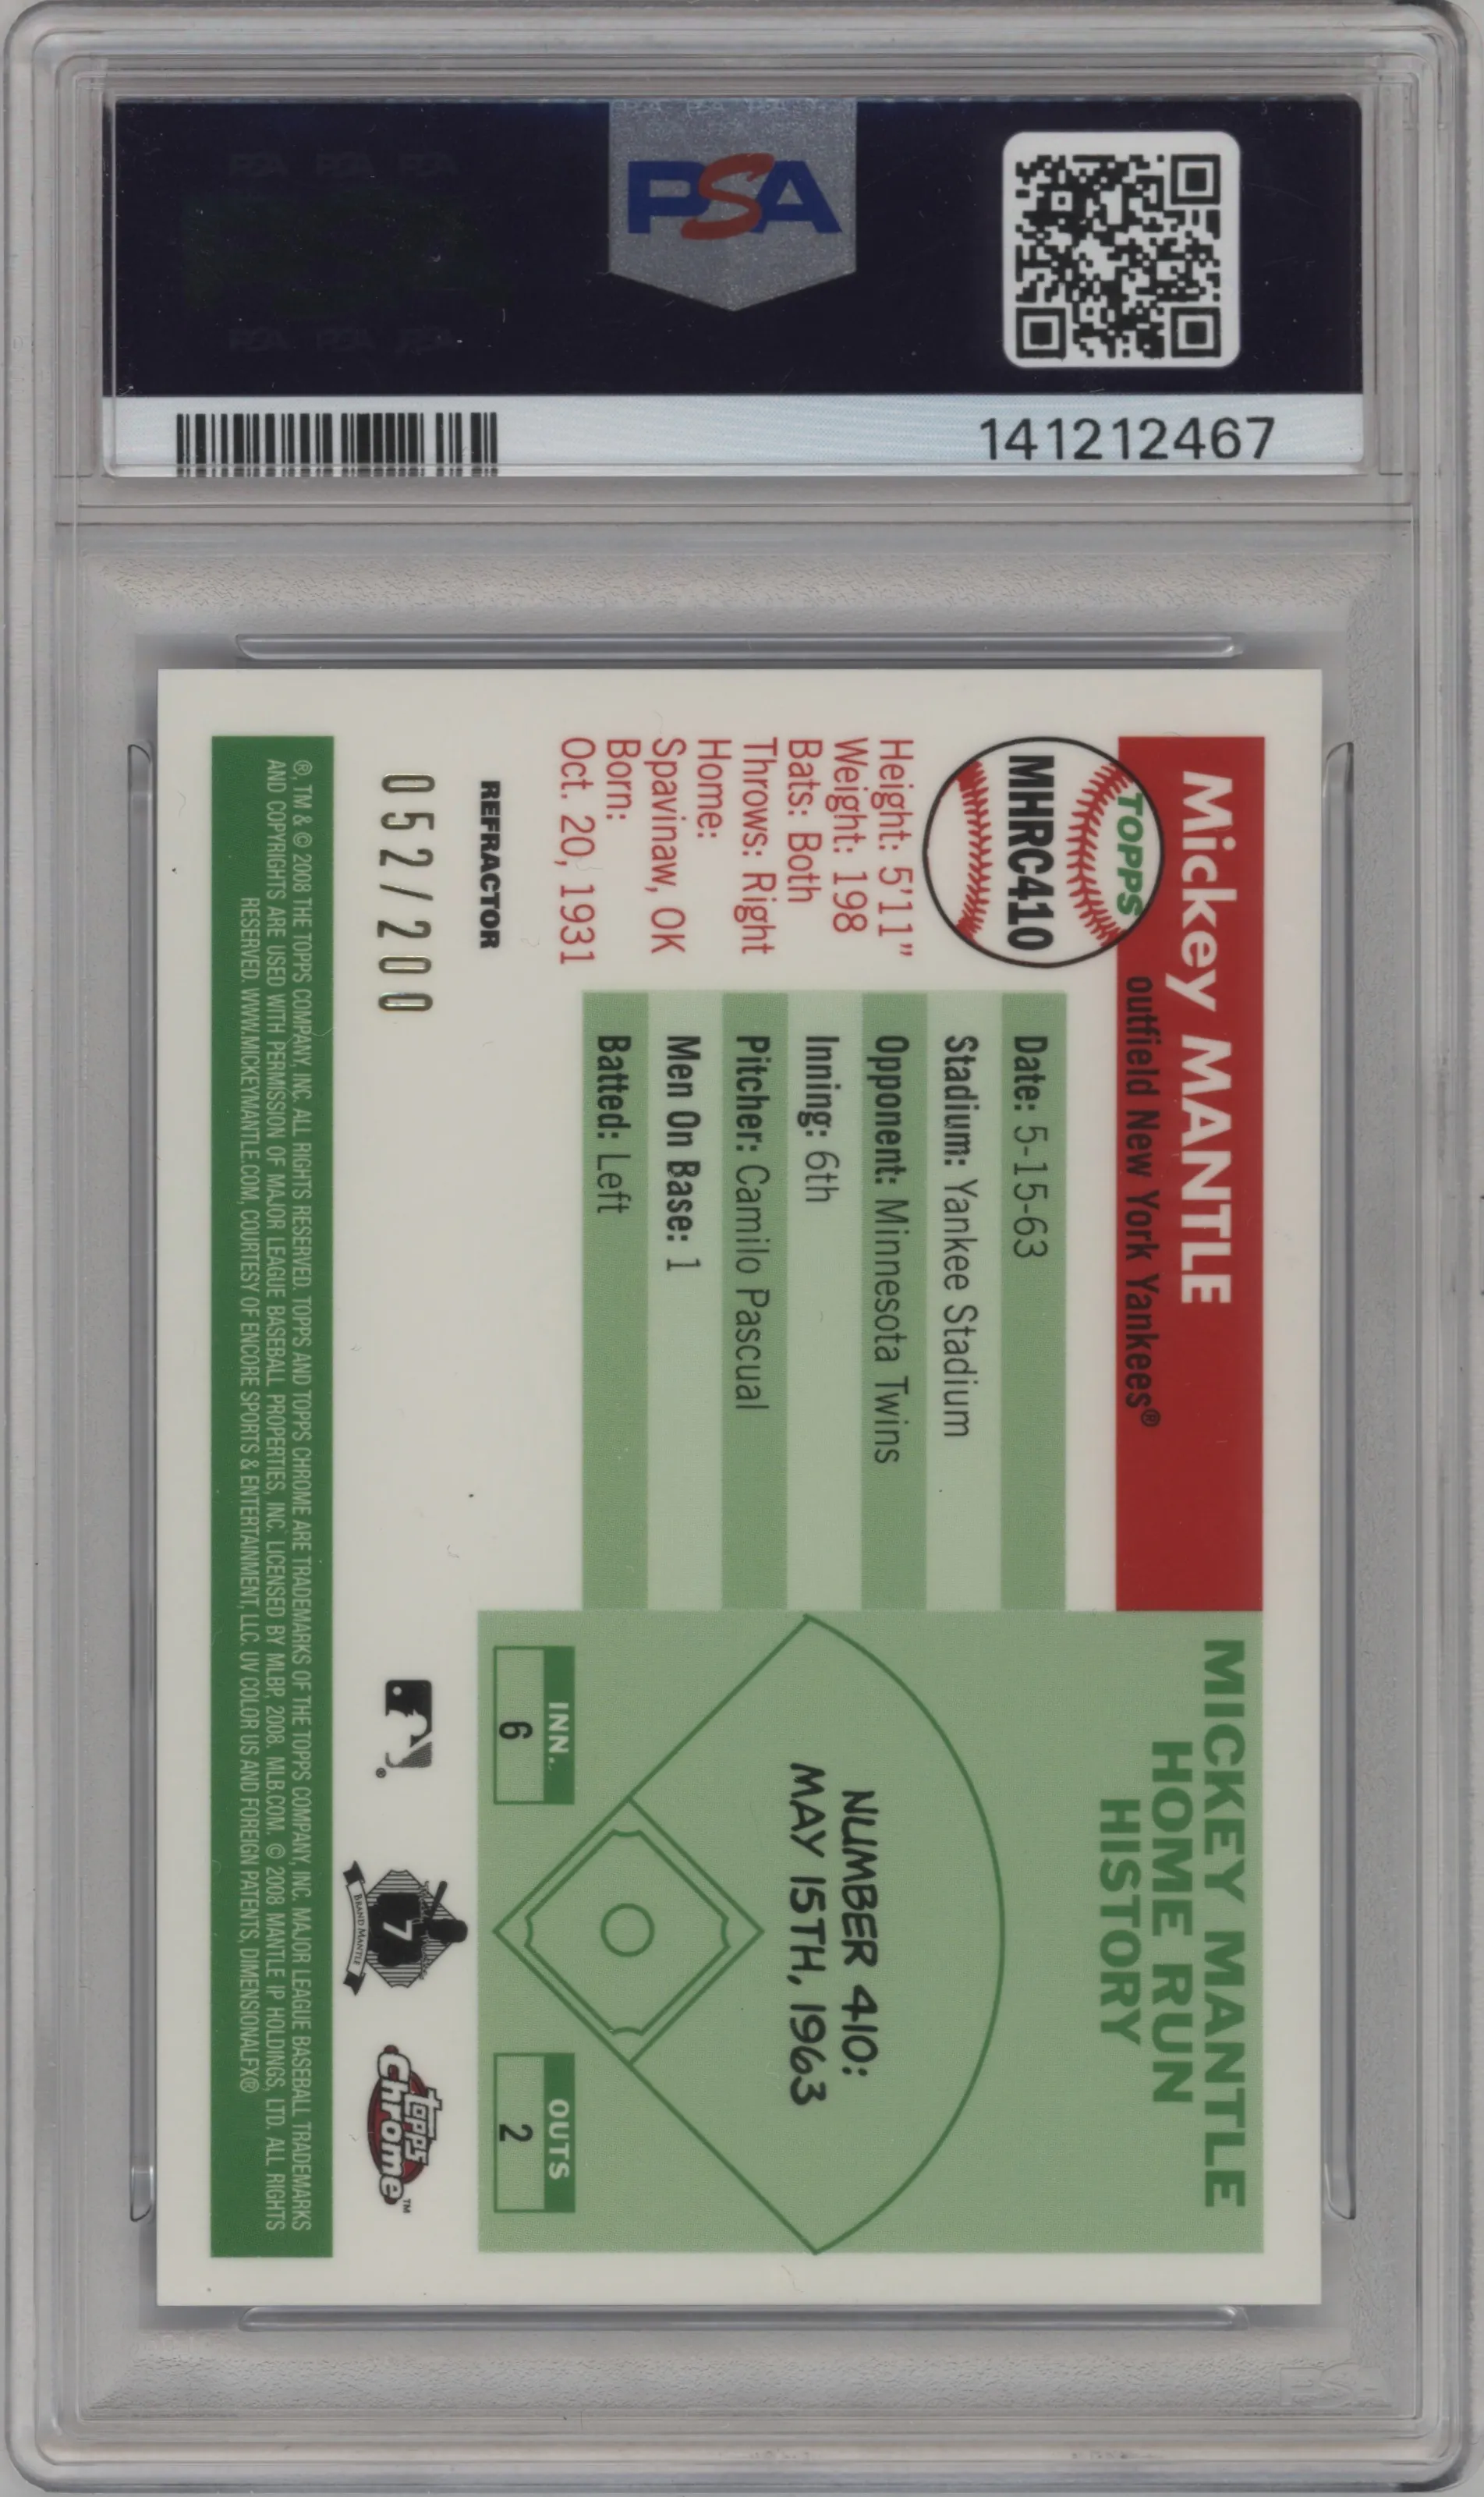 PSA
141212467
Mickey MANTLE
outfield New York Yankees®
TOPPS
MHRC410
Height: 5'11"
Weight: 198
Bats: Both
Throws: Right
Home:
Spavinaw, OK
Born:
Oct. 20, 1931
REFRACTOR
052/200
Date: 5-15-63
Stadium: Yankee Stadium
Opponent: Minnesota Twins
Inning: 6th
Pitcher: Camilo Pascual
Men On Base: 1
Batted: Left
MICKEY MANTLE
HOME RUN
HISTORY
NUMBER 410:
MAY 15TH, 1963
INN.
6
OUTS
2
®
7
BRAND MANTLE
topps
Chrome™
®, TM & © 2008 THE TOPPS COMPANY, INC. ALL RIGHTS RESERVED. TOPPS AND TOPPS CHROME ARE TRADEMARKS OF THE TOPPS COMPANY, INC. MAJOR LEAGUE BASEBALL TRADEMARKS
AND COPYRIGHTS ARE USED WITH PERMISSION OF MAJOR LEAGUE BASEBALL PROPERTIES, INC. LICENSED BY MLBP, 2008. MLB.COM. © 2008 MANTLE IP HOLDINGS, LTD. ALL RIGHTS
RESERVED. WWW.MICKEYMANTLE.COM, COURTESY OF ENCORE SPORTS & ENTERTAINMENT, LLC. UV COLOR US AND FOREIGN PATENTS, DIMENSIONALFX®
PSA